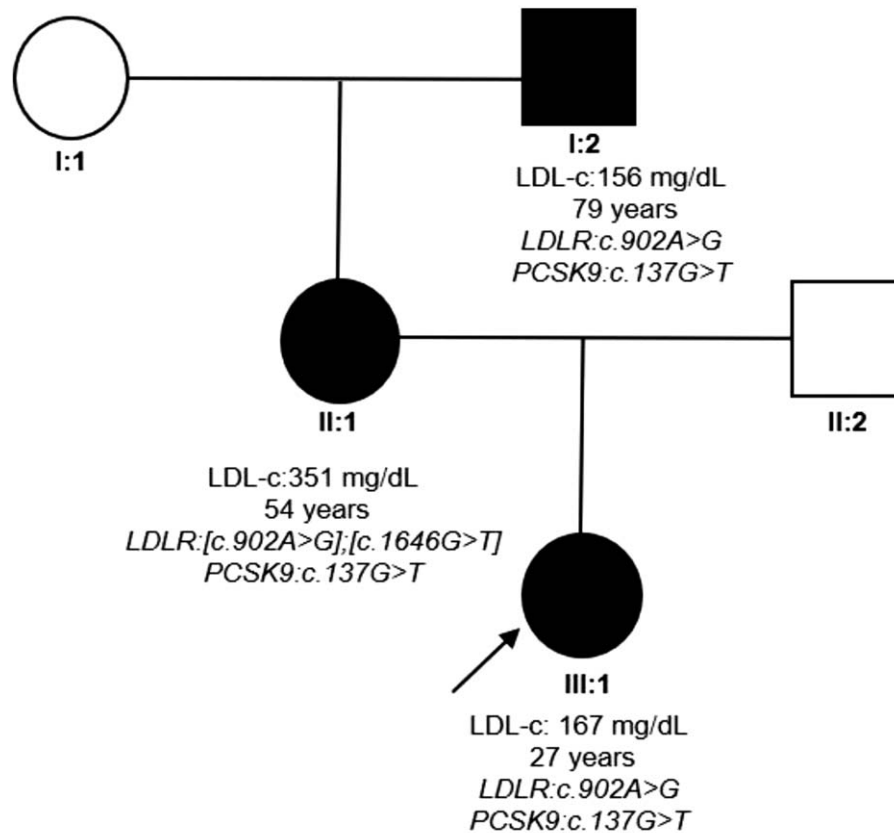 I:1
I:2
LDL-c:156 mg/dL
79 years
LDLR:c.902A>G
PCSK9:c.137G>T
II:1
II:2
LDL-c:351 mg/dL
54 years
LDLR:[c.902A>G];[c.1646G>T]
PCSK9:c.137G>T
III:1
LDL-c: 167 mg/dL
27 years
LDLR:c.902A>G
PCSK9:c.137G>T